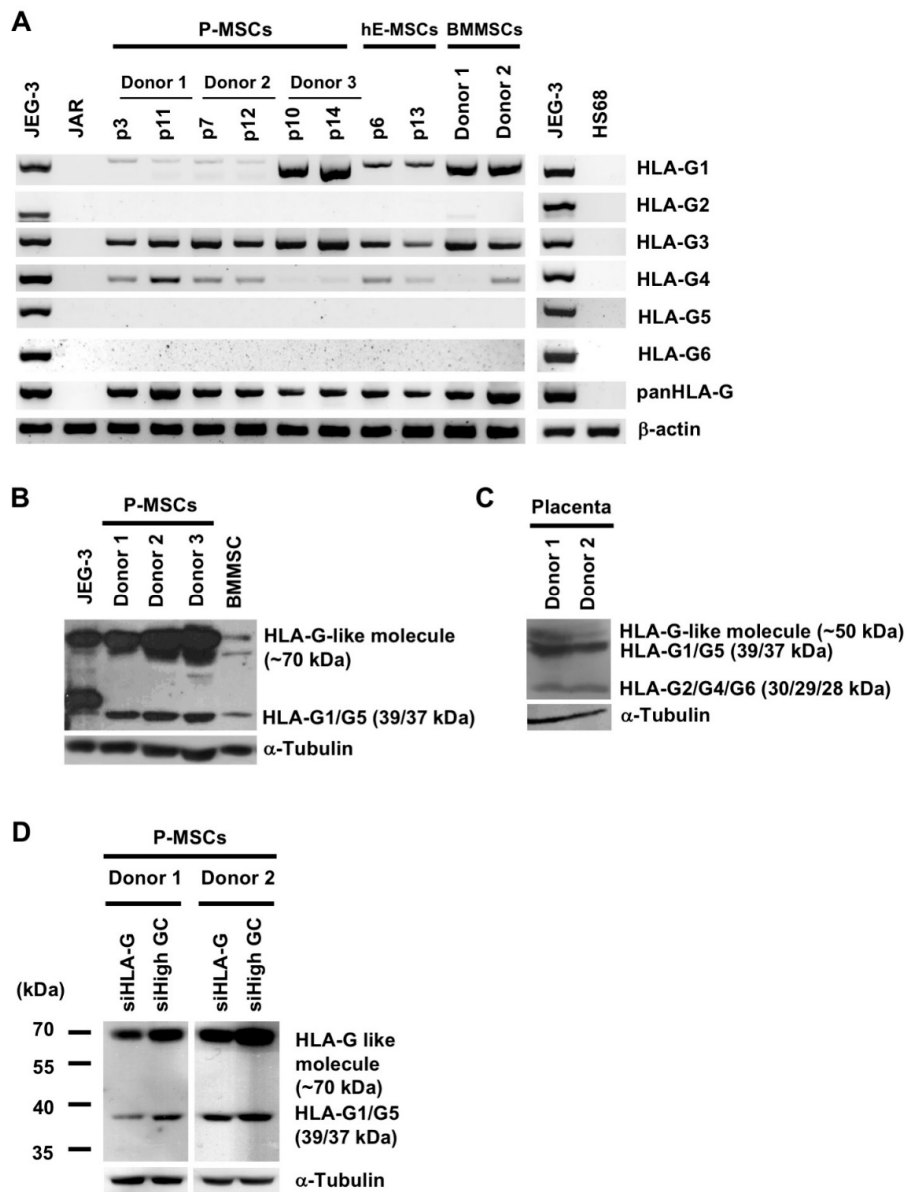 A
P-MSCs hE-MSCs BMMSCs
Donor 1 Donor 2 Donor 3
JEG-3 JAR p3 p11 p7 p12 p10 p14 p6 p13 Donor 1 Donor 2 JEG-3 HS68
HLA-G1
HLA-G2
HLA-G3
HLA-G4
HLA-G5
HLA-G6
panHLA-G
β-actin
B
P-MSCs
JEG-3 Donor 1 Donor 2 Donor 3 BMMSC
HLA-G-like molecule
(~70 kDa)
HLA-G1/G5 (39/37 kDa)
α-Tubulin
C
Placenta
Donor 1 Donor 2
HLA-G-like molecule (~50 kDa)
HLA-G1/G5 (39/37 kDa)
HLA-G2/G4/G6 (30/29/28 kDa)
α-Tubulin
D
P-MSCs
Donor 1 Donor 2
(kDa) siHLA-G siHigh GC siHLA-G siHigh GC
70
55
40
35
HLA-G like
molecule
(~70 kDa)
HLA-G1/G5
(39/37 kDa)
α-Tubulin